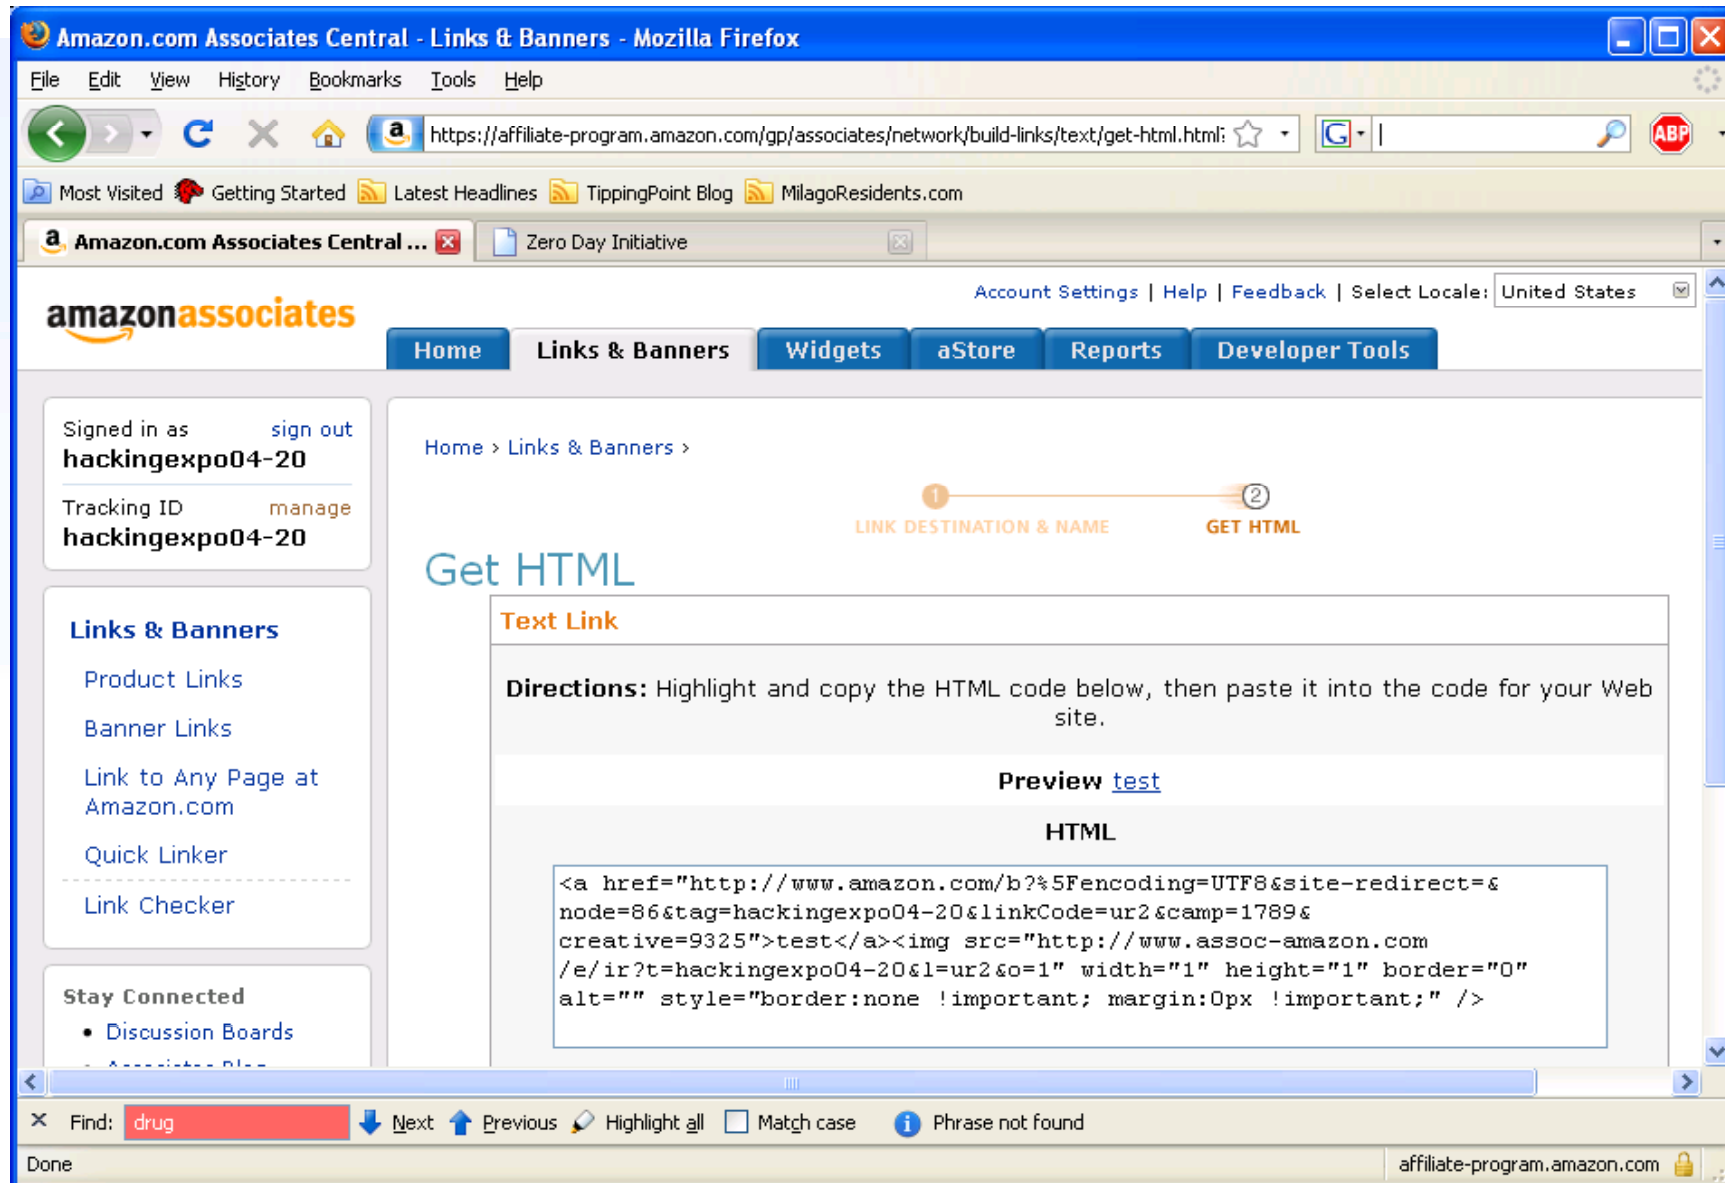 Amazon.com Associates Central - Links & Banners - Mozilla Firefox
File Edit View History Bookmarks Tools Help
a https://affiliate-program.amazon.com/gp/associates/network/build-links/text/get-html.html? G ABP
Most Visited Getting Started Latest Headlines TippingPoint Blog MilagoResidents.com
a Amazon.com Associates Central ... Zero Day Initiative
Account Settings | Help | Feedback | Select Locale: United States
amazonassociates
Home Links & Banners Widgets aStore Reports Developer Tools
Signed in as sign out
hackingexpo04-20
Tracking ID manage
hackingexpo04-20
Links & Banners
Product Links
Banner Links
Link to Any Page at
Amazon.com
Quick Linker
Link Checker
Stay Connected
• Discussion Boards
Home > Links & Banners >
1 2
LINK DESTINATION & NAME GET HTML
Get HTML
Text Link
Directions: Highlight and copy the HTML code below, then paste it into the code for your Web
site.
Preview test
HTML
<a href="http://www.amazon.com/b?%5Fencoding=UTF8&site-redirect=&
node=86&tag=hackingexpo04-20&linkCode=ur2&camp=1789&
creative=9325">test</a><img src="http://www.assoc-amazon.com
/e/ir?t=hackingexpo04-20&l=ur2&o=1" width="1" height="1" border="0"
alt="" style="border:none !important; margin:0px !important;" />
Find: drug Next Previous Highlight all Match case Phrase not found
Done affiliate-program.amazon.com